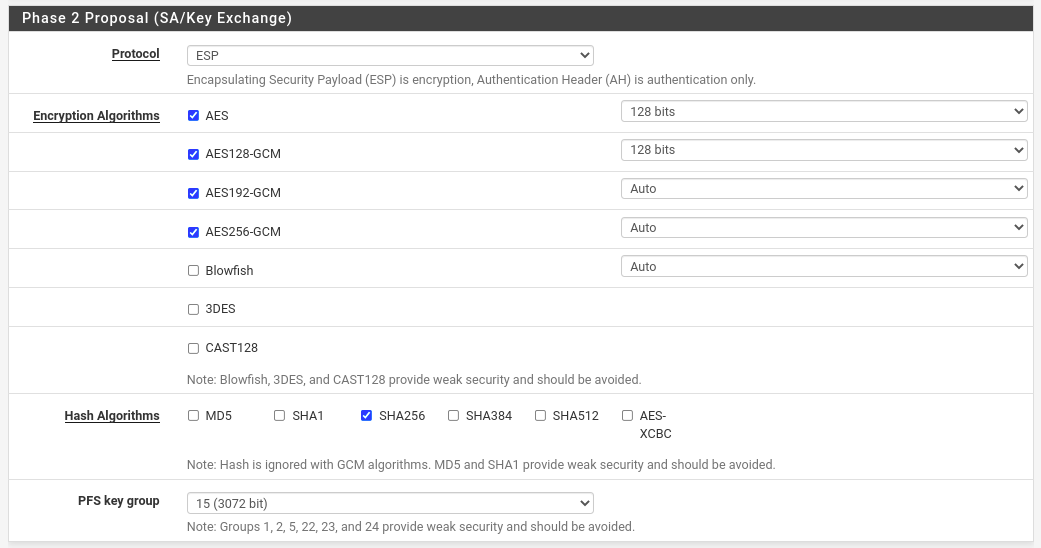 Phase 2 Proposal (SA/Key Exchange)
Protocol
ESP
Encapsulating Security Payload (ESP) is encryption, Authentication Header (AH) is authentication only.
Encryption Algorithms
AES
128 bits
AES128-GCM
128 bits
AES192-GCM
Auto
AES256-GCM
Auto
Blowfish
Auto
3DES
CAST128
Note: Blowfish, 3DES, and CAST128 provide weak security and should be avoided.
Hash Algorithms
MD5
SHA1
SHA256
SHA384
SHA512
AES-
XCBC
Note: Hash is ignored with GCM algorithms. MD5 and SHA1 provide weak security and should be avoided.
PFS key group
15 (3072 bit)
Note: Groups 1, 2, 5, 22, 23, and 24 provide weak security and should be avoided.